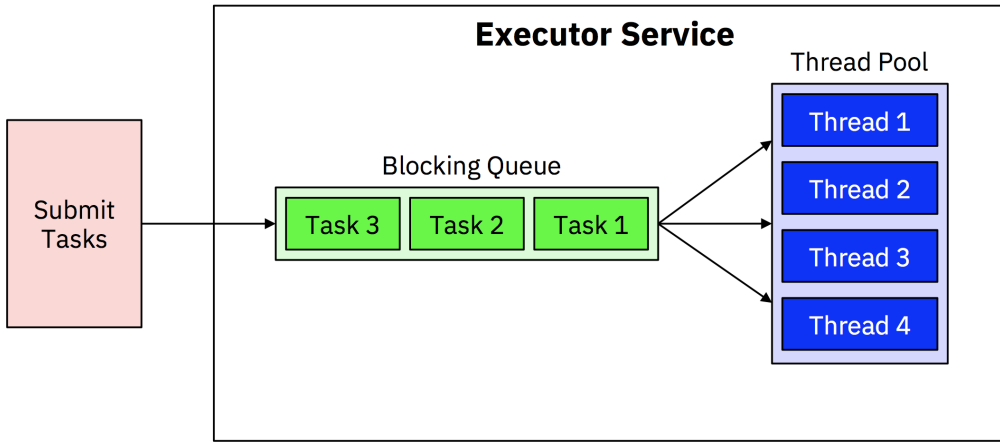 Executor Service
Thread Pool
Thread 1
Blocking Queue
Thread 2
Submit
Tasks
Task 3 Task 2 Task 1
Thread 3
Thread 4